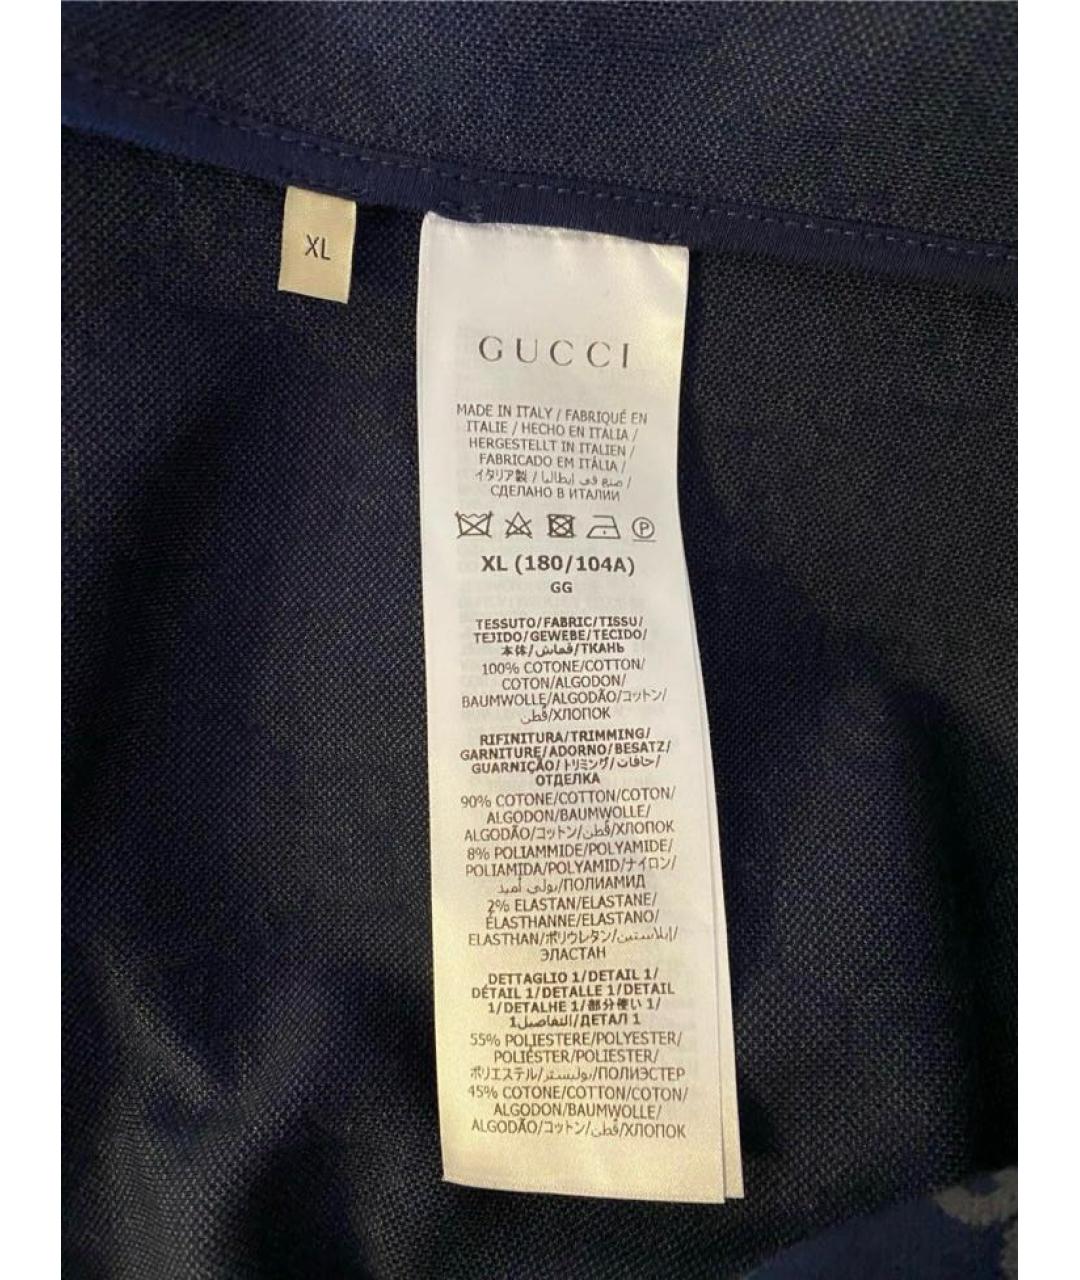 XL
GUCCI
MADE IN ITALY / FABRIQUÉ EN
ITALIE / HECHO EN ITALIA /
HERGESTELLT IN ITALIEN /
FABRICADO EM ITÁLIA /
イタリア製 / صنع في إيطاليا /
СДЕЛАНО В ИТАЛИИ
P
XL (180/104A)
GG
TESSUTO/FABRIC/TISSU/
TEJIDO/GEWEBE/TECIDO/
本体/قماش/ТКАНЬ
100% COTONE/COTTON/
COTON/ALGODON/
BAUMWOLLE/ALGODÃO/コットン/
قُطن/ХЛОПОК
RIFINITURA/TRIMMING/
GARNITURE/ADORNO/BESATZ/
GUARNIÇÃO/トリミング/حافات/
ОТДЕЛКА
90% COTONE/COTTON/COTON/
ALGODON/BAUMWOLLE/
ALGODÃO/コットン/قُطن/ХЛОПОК
8% POLIAMMIDE/POLYAMIDE/
POLIAMIDA/POLYAMID/ナイロン/
بولي أميد/ПОЛИАМИД
2% ELASTAN/ELASTANE/
ÉLASTHANNE/ELASTANO/
ELASTHAN/ポリウレタン/إيلاستين/
ЭЛАСТАН
DETTAGLIO 1/DETAIL 1/
DÉTAIL 1/DETALLE 1/DETAIL
1/DETALHE 1/部分使い 1/
التفاصيل1/ДЕТАЛ 1
55% POLIESTERE/POLYESTER/
POLIÉSTER/POLIESTER/
ポリエステル/بوليستر/ПОЛИЭСТЕР
45% COTONE/COTTON/COTON/
ALGODON/BAUMWOLLE/
ALGODÃO/コットン/قُطن/ХЛОПОК